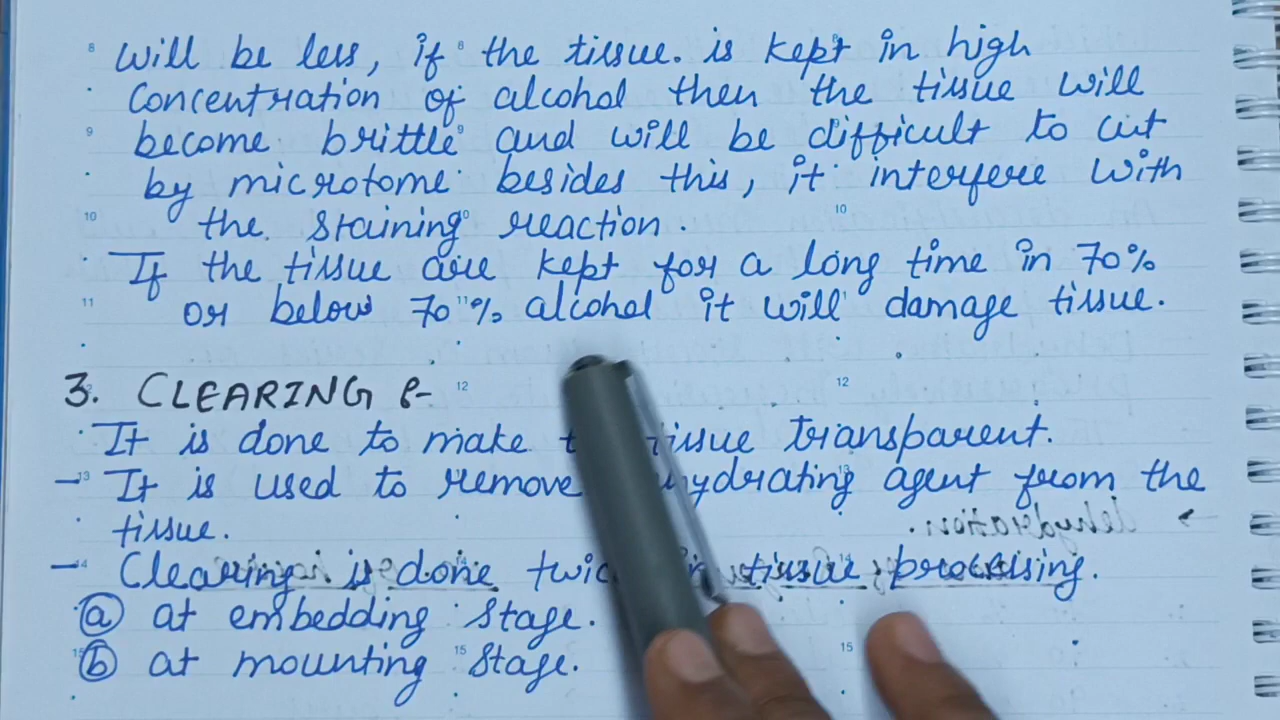 will be less, if the tissue. is kept in high
concentration of alcohol then the tissue will
become brittle and will be difficult to cut
by microtome besides this, it interfere with
the staining reaction.
If the tissue are kept for a long time in 70%
or below 70% alcohol it will damage tissue.
3. CLEARING :-
It is done to make tissue transparent.
- It is used to remove agent from the
tissue.
- Clearing is done tissue processing.
(a) at embedding stage.
(b) at mounting stage.